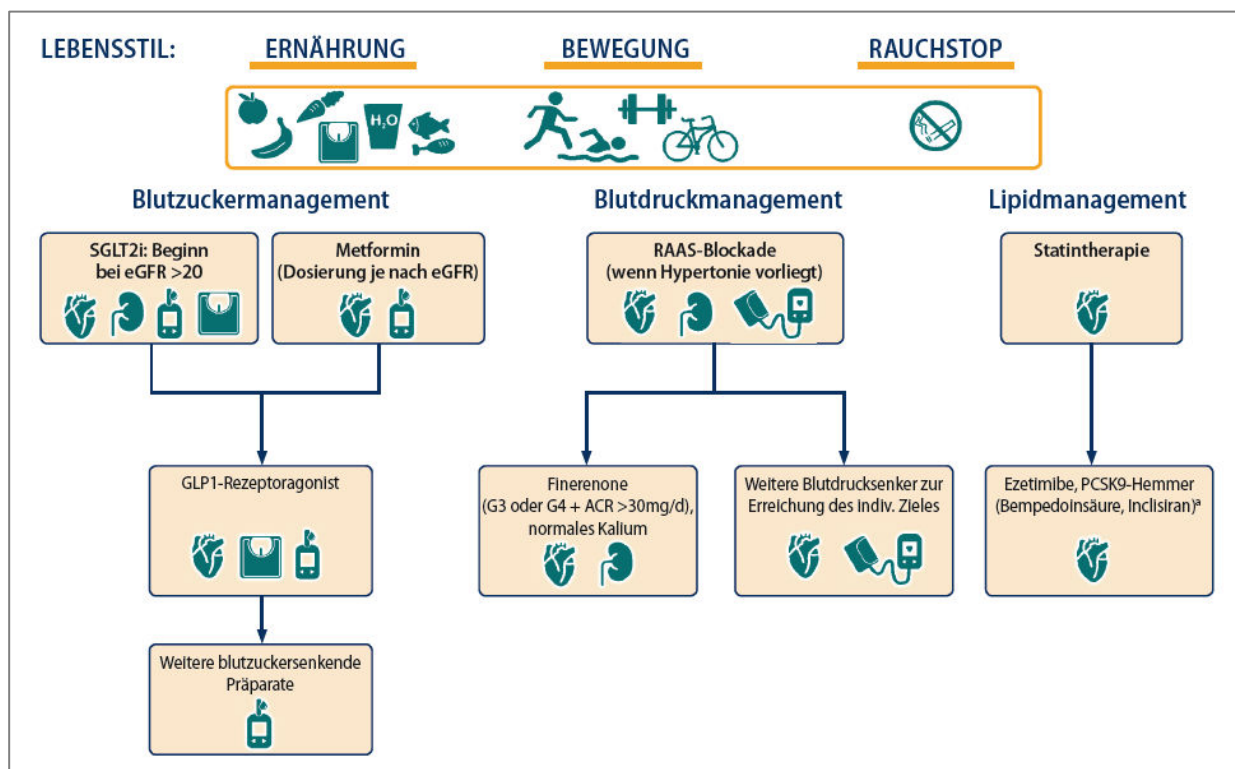 LEBENSSTIL: ERNÄHRUNG BEWEGUNG RAUCHSTOP
H₂O
Blutzuckermanagement
Blutdruckmanagement
Lipidmanagement
SGLT2i: Beginn
bei eGFR >20
Metformin
(Dosierung je nach eGFR)
RAAS-Blockade
(wenn Hypertonie vorliegt)
Statintherapie
GLP1-Rezeptoragonist
Finerenone
(G3 oder G4 + ACR >30mg/d),
normales Kalium
Weitere Blutdrucksenker zur
Erreichung des indiv. Zieles
Ezetimibe, PCSK9-Hemmer
(Bempedoinsäure, Inclisiran)ᵃ
Weitere blutzuckersenkende
Präparate